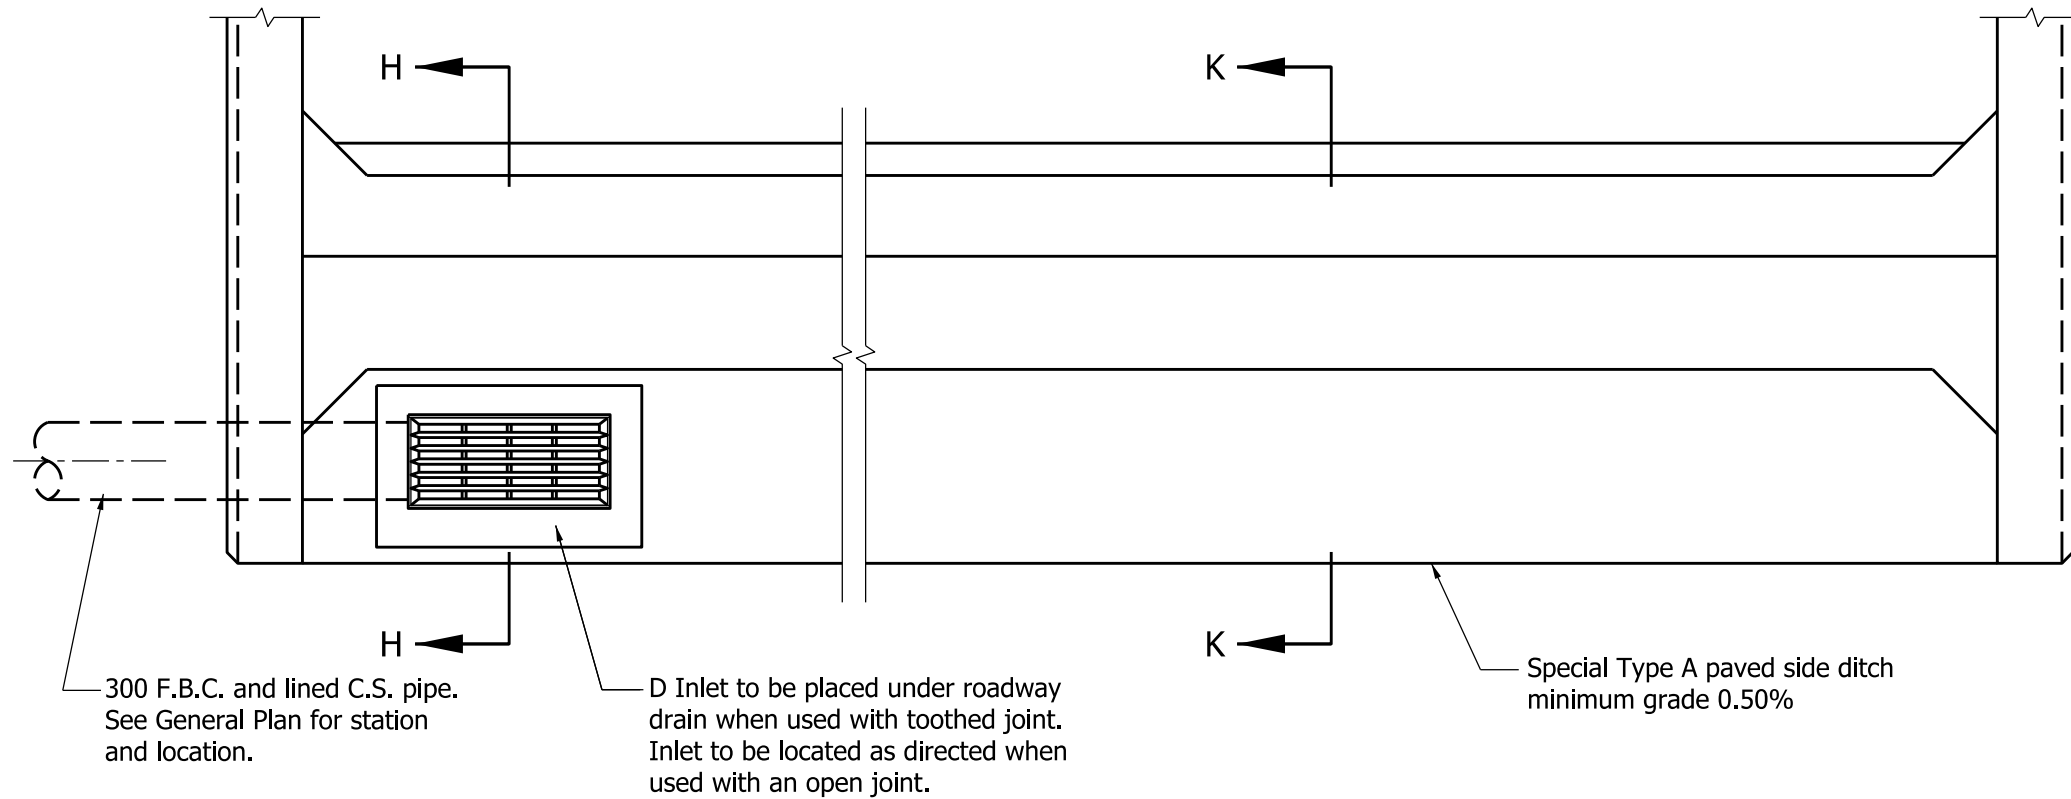 H
K
H
K
300 F.B.C. and lined C.S. pipe.
See General Plan for station
and location.
D Inlet to be placed under roadway
drain when used with toothed joint.
Inlet to be located as directed when
used with an open joint.
Special Type A paved side ditch
minimum grade 0.50%